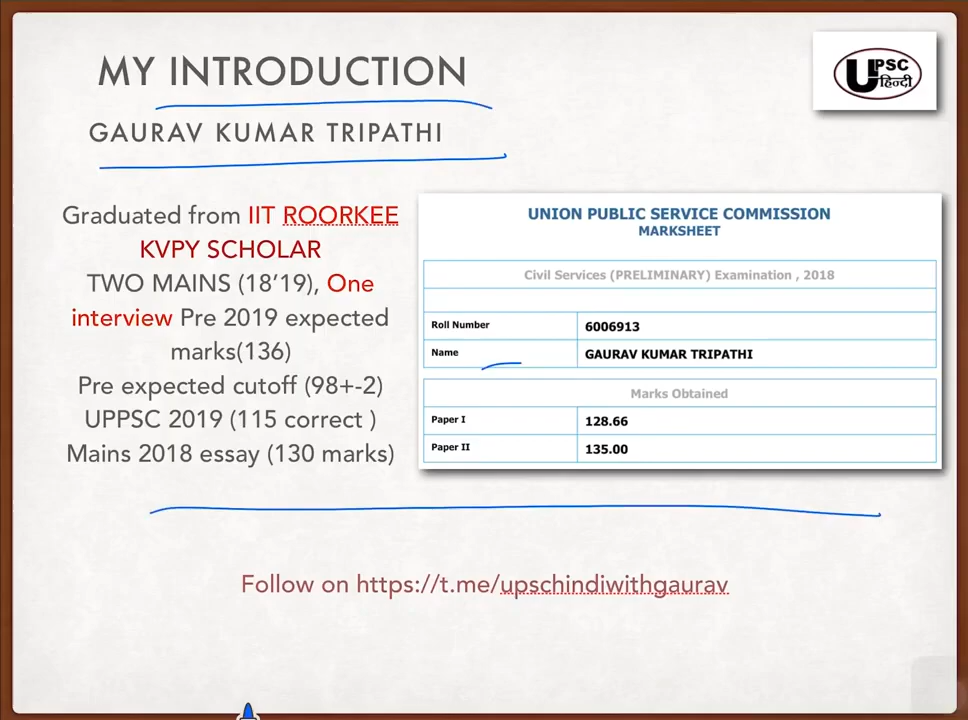 MY INTRODUCTION
GAURAV KUMAR TRIPATHI
UPSC
हिन्दी
Graduated from IIT ROORKEE
KVPY SCHOLAR
TWO MAINS (18’19), One
interview Pre 2019 expected
marks(136)
Pre expected cutoff (98+-2)
UPPSC 2019 (115 correct )
Mains 2018 essay (130 marks)
UNION PUBLIC SERVICE COMMISSION
MARKSHEET
Civil Services (PRELIMINARY) Examination , 2018
Roll Number 6006913
Name GAURAV KUMAR TRIPATHI
Marks Obtained
Paper I 128.66
Paper II 135.00
Follow on https://t.me/upschindiwithgaurav